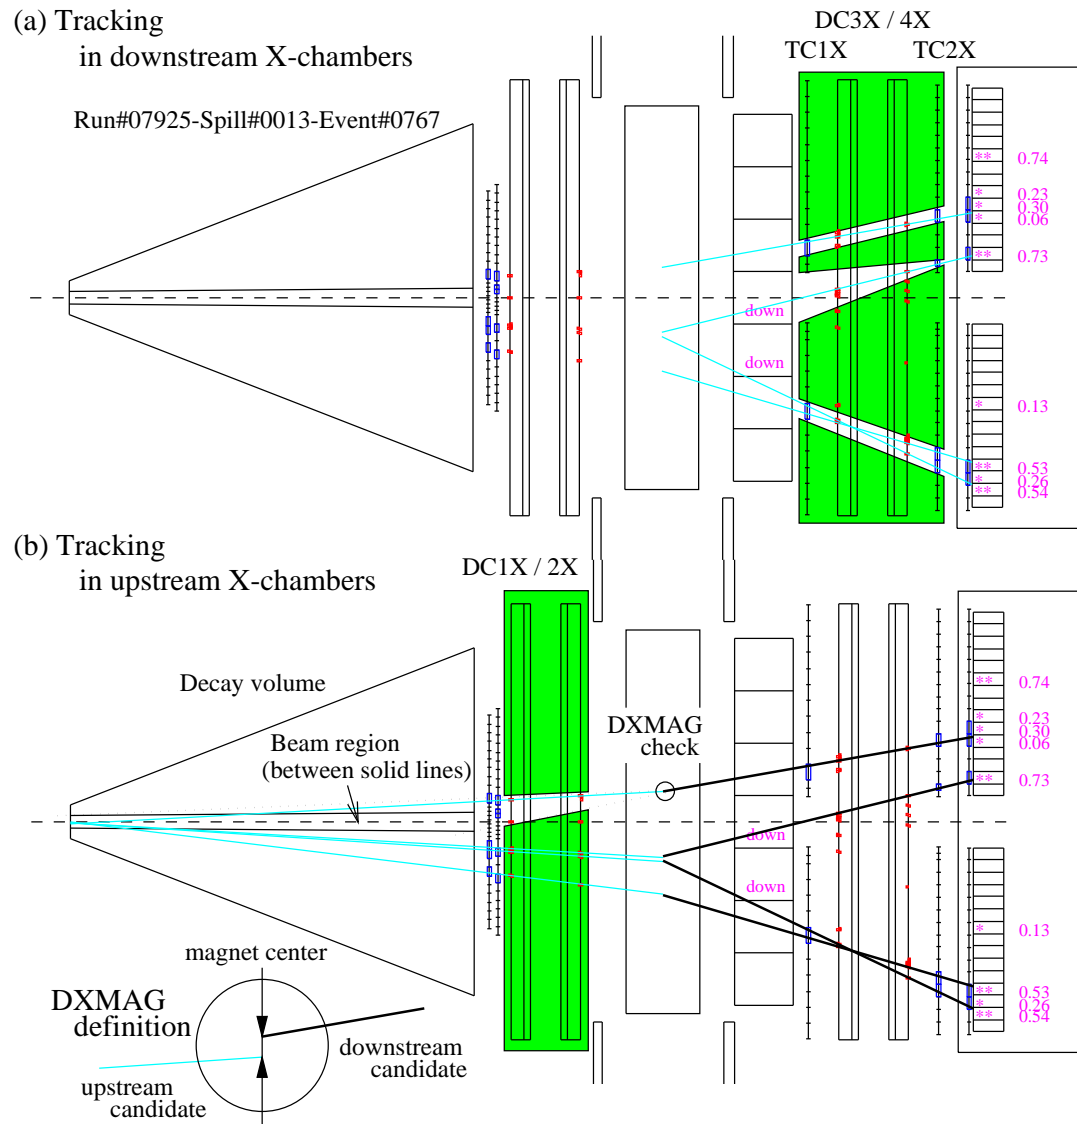 (a) Tracking
in downstream X-chambers
DC3X / 4X
TC1X
TC2X
Run#07925-Spill#0013-Event#0767
** 0.74
* 0.23
* 0.30
* 0.06
** 0.73
down
down
* 0.13
** 0.53
* 0.26
** 0.54
(b) Tracking
in upstream X-chambers
DC1X / 2X
Decay volume
DXMAG
check
Beam region
(between solid lines)
** 0.74
* 0.23
* 0.30
* 0.06
** 0.73
down
down
* 0.13
** 0.53
* 0.26
** 0.54
magnet center
DXMAG
definition
downstream
candidate
upstream
candidate